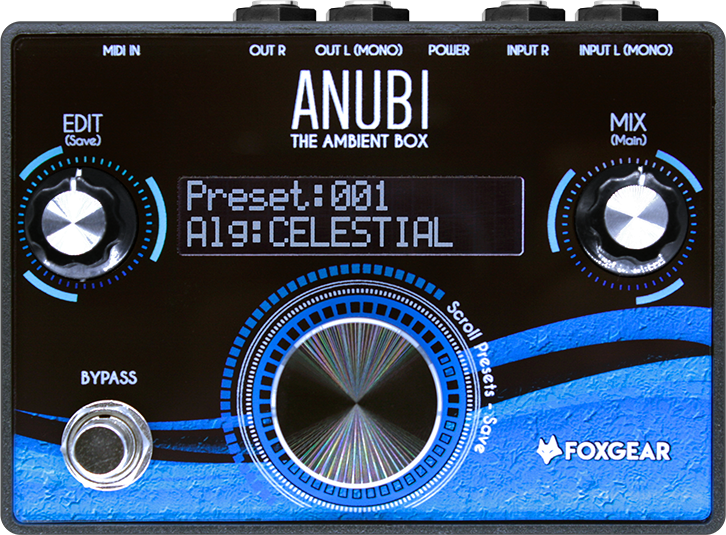 MIDI IN
OUT R
OUT L (MONO)
POWER
INPUT R
INPUT L (MONO)
ANUBI
THE AMBIENT BOX
EDIT
(Save)
MIX
(Main)
Preset:001
Alg:CELESTIAL
Scroll Presets - Save
BYPASS
FOXGEAR